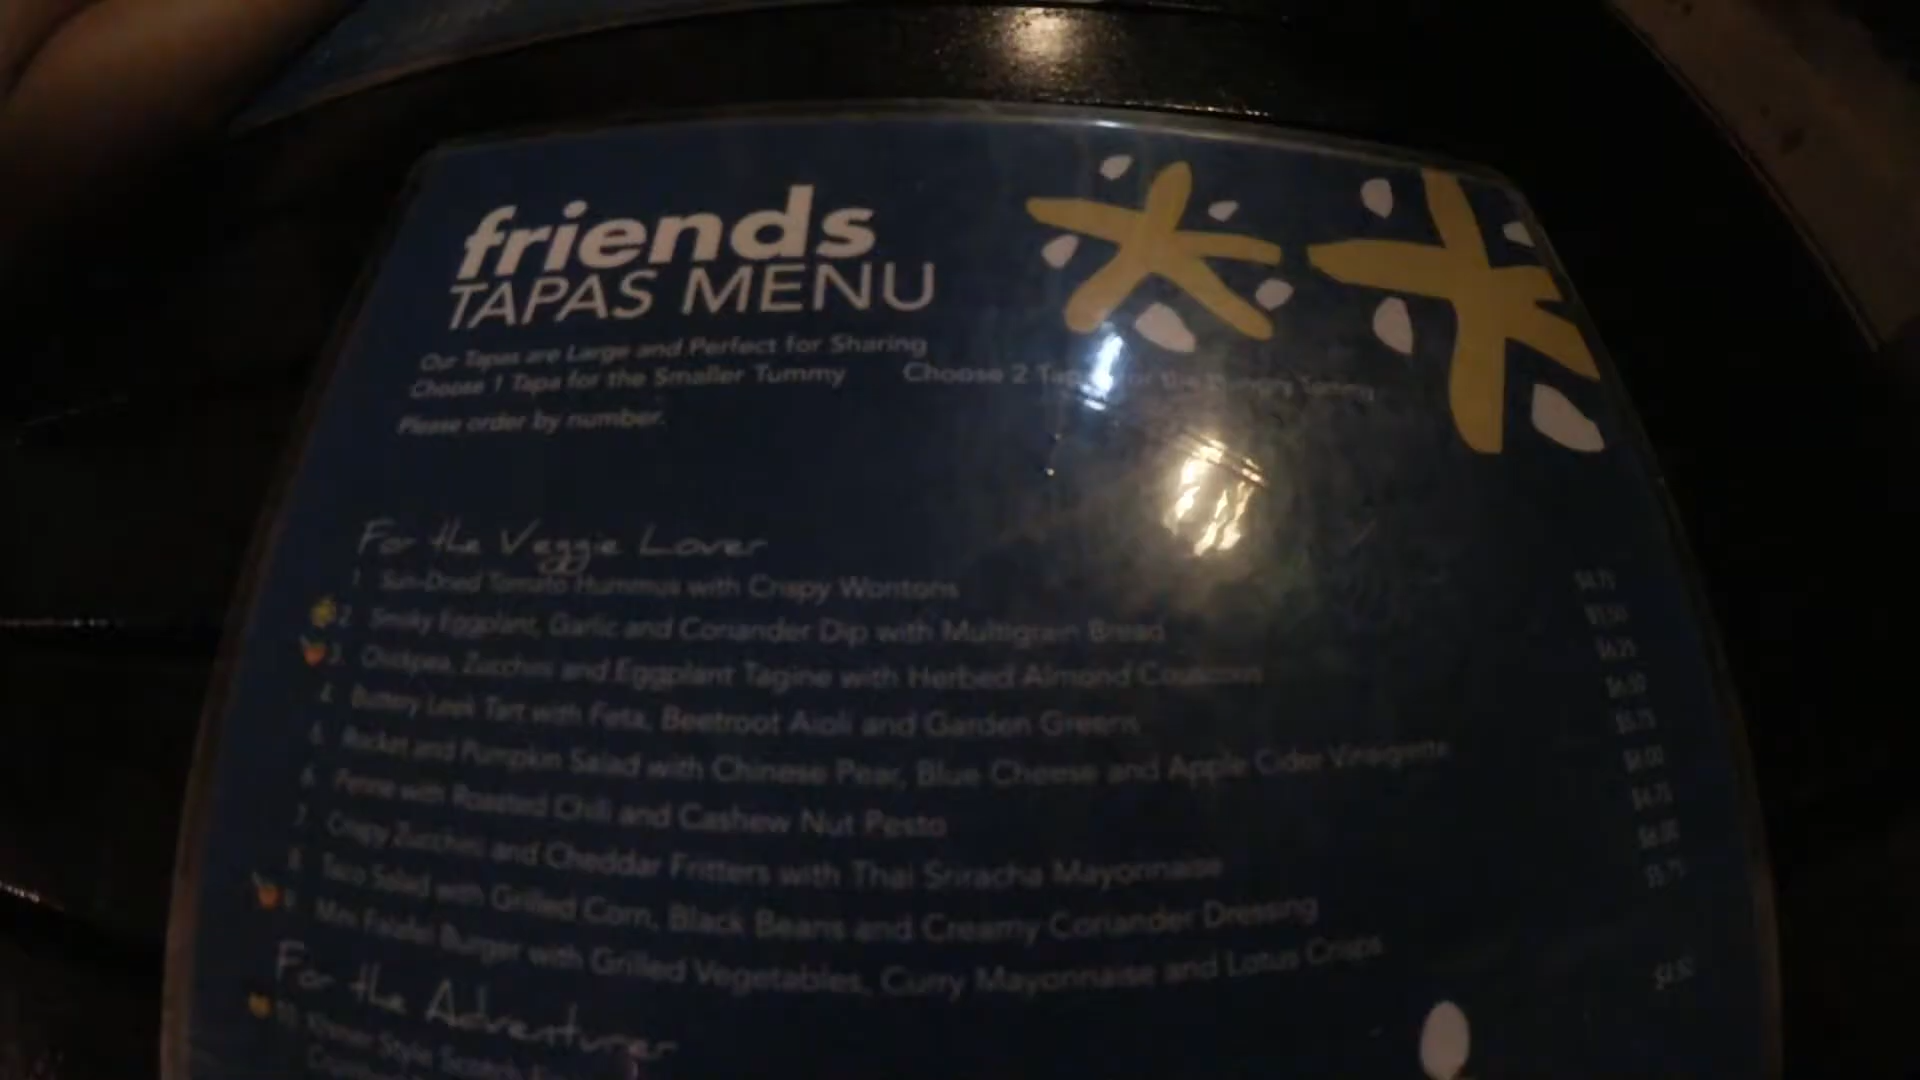 friends
TAPAS MENU
Our Tapas are Large and Perfect for Sharing
Choose 1 Tapa for the Smaller Tummy Choose 2 for the Hungry Tummy
Please order by number.
For the Veggie Lover
1. Sun-Dried Tomato Hummus with Crispy Wontons
2. Smoky Eggplant, Garlic and Coriander Dip with Multigrain Bread
3. Chickpea, Zucchini and Eggplant Tagine with Herbed Almond Couscous
4. Buttery Leek Tart with Feta, Beetroot Aioli and Garden Greens
5. Rocket and Pumpkin Salad with Chinese Pear, Blue Cheese and Apple Cider Vinaigrette
6. Penne with Roasted Chili and Cashew Nut Pesto
7. Crispy Zucchini and Cheddar Fritters with Thai Sriracha Mayonnaise
8. Taco Salad with Grilled Corn, Black Beans and Creamy Coriander Dressing
9. Mini Falafel Burger with Grilled Vegetables, Curry Mayonnaise and Lotus Crisps
For the Adventurer
10. Khmer Style